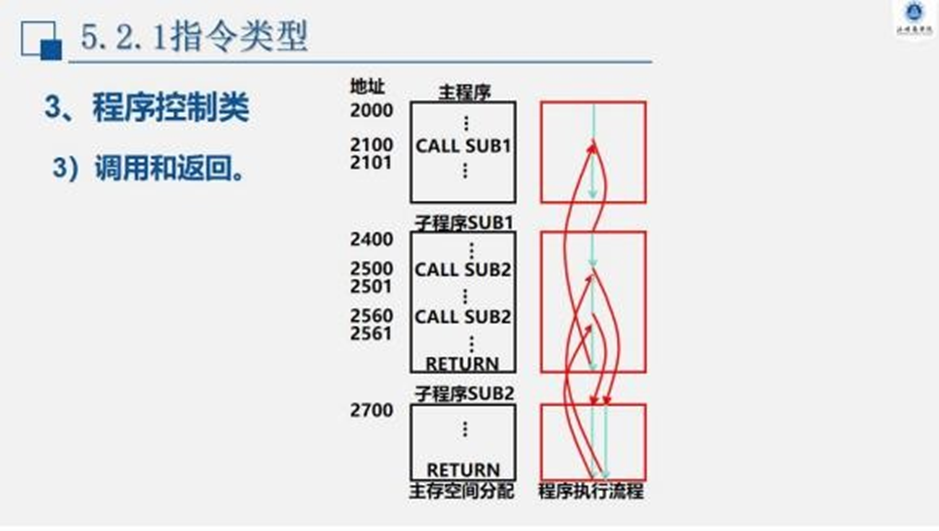 5.2.1指令类型
3、程序控制类
3）调用和返回。
地址
主程序
2000
⋮
2100 CALL SUB1
2101
⋮
子程序SUB1
2400
⋮
2500 CALL SUB2
2501
⋮
2560 CALL SUB2
2561
⋮
RETURN
子程序SUB2
2700
⋮
RETURN
主存空间分配
程序执行流程